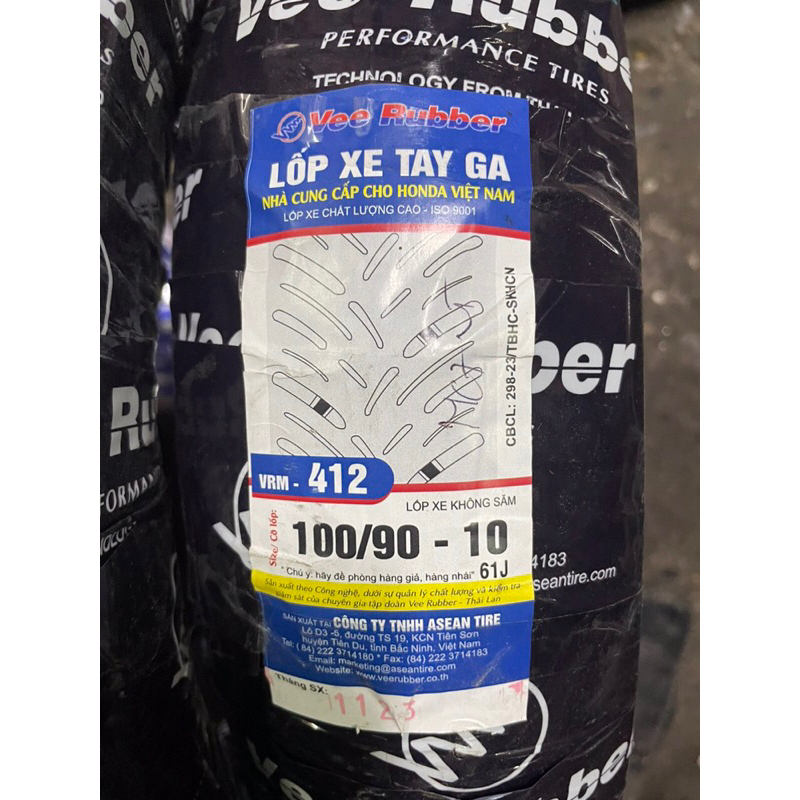 Vee Rubber
PERFORMANCE TIRES
TECHNOLOGY FROM
Vee Rubber
LỐP XE TAY GA
NHÀ CUNG CẤP CHO HONDA VIỆT NAM
LỐP XE CHẤT LƯỢNG CAO - ISO 9001
CBCL: 298-23/TBHC-SKHCN
VRM - 412
LỐP XE KHÔNG SĂM
Size/ Cỡ lốp:
100/90 - 10
61J
* Chú ý: hãy đề phòng hàng giả, hàng nhái*
Sản xuất theo Công nghệ, dưới sự quản lý chất lượng và kiểm tra
giám sát của chuyên gia tập đoàn Vee Rubber - Thái Lan
SẢN XUẤT TẠI CÔNG TY TNHH ASEAN TIRE
Lô D3 -5, đường TS 19, KCN Tiên Sơn
huyện Tiên Du, tỉnh Bắc Ninh, Việt Nam
Tel: (84) 222 3714180 * Fax: (84) 222 3714183
Email: marketing@aseantire.com
Website: www.veerubber.co.th
Tháng SX:
1123
4183
aseantire.com
Vee Rubber